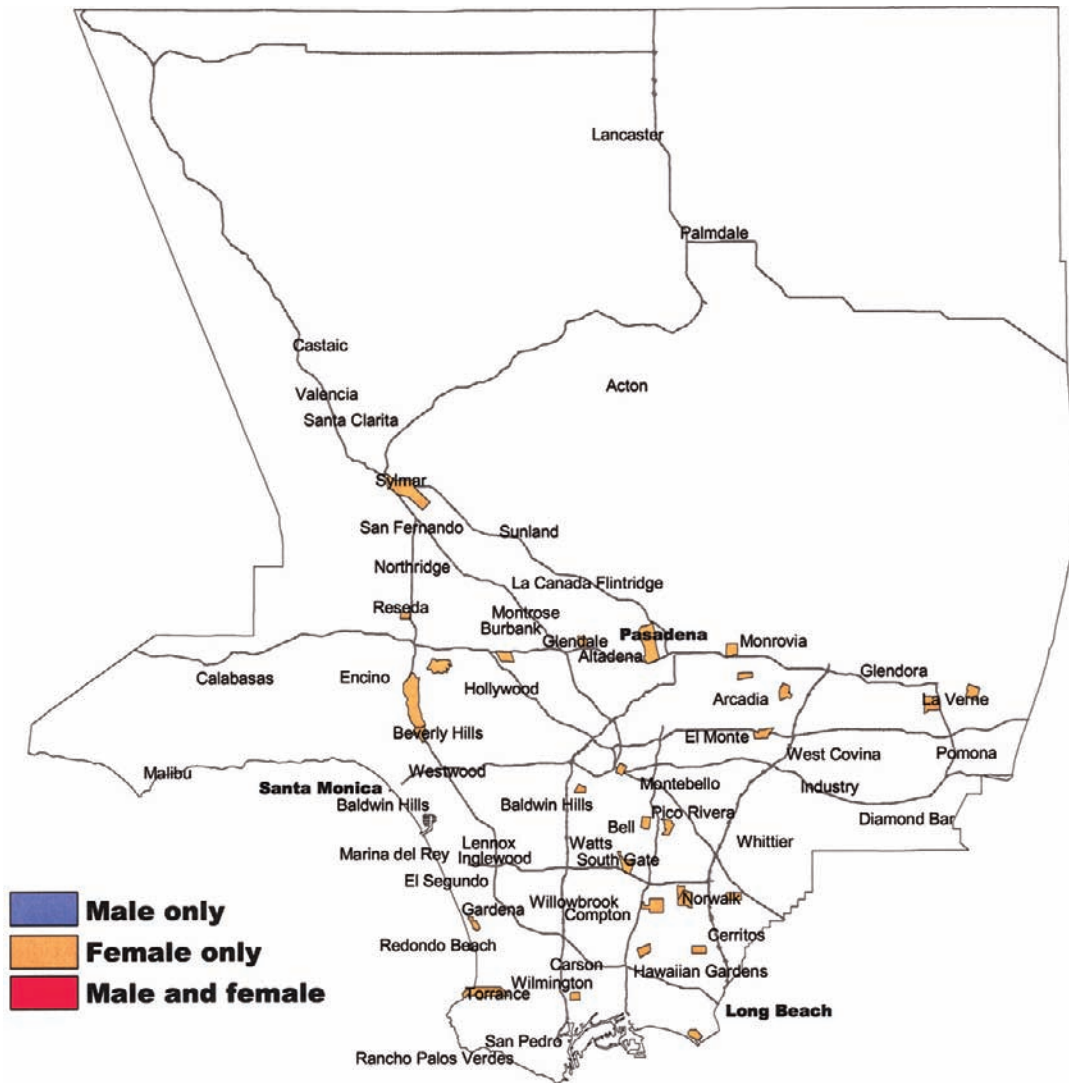 Lancaster
Palmdale
Castaic
Acton
Valencia
Santa Clarita
Sylmar
San Fernando
Sunland
Northridge
La Canada Flintridge
Reseda
Montrose
Burbank
Glendale
Pasadena
Monrovia
Altadena
Calabasas
Encino
Hollywood
Arcadia
Glendora
La Verne
Beverly Hills
El Monte
West Covina
Pomona
Malibu
Westwood
Santa Monica
Montebello
Industry
Baldwin Hills
Baldwin Hills
Pico Rivera
Diamond Bar
Bell
Marina del Rey
Lennox
Inglewood
Watts
South Gate
Whittier
El Segundo
Gardena
Willowbrook
Compton
Norwalk
Redondo Beach
Cerritos
Carson
Hawaiian Gardens
Wilmington
Torrance
Long Beach
San Pedro
Rancho Palos Verdes
Male only
Female only
Male and female